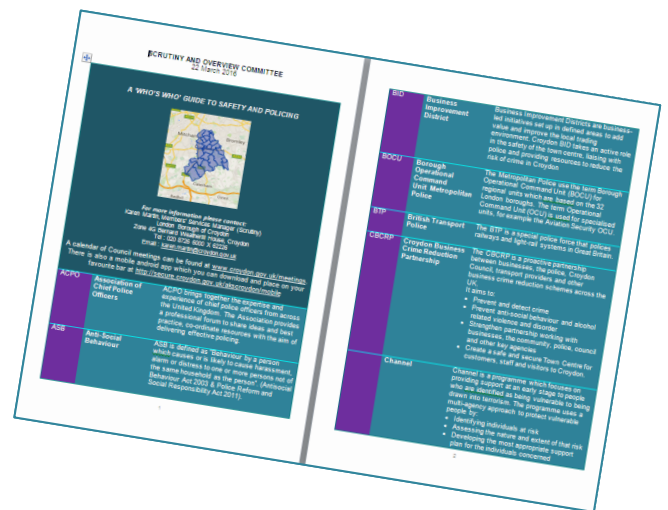 SCRUTINY AND OVERVIEW COMMITTEE
22 March 2016
A 'WHO'S WHO' GUIDE TO SAFETY AND POLICING
For more information please contact:
Karen Martin, Members' Services Manager (Scrutiny)
London Borough of Croydon
Zone 4G Bernard Weatherill House, Croydon
Tel : 020 8726 6000 X 62226
Email : karen.martin@croydon.gov.uk
A calendar of Council meetings can be found at www.croydon.gov.uk/meetings
There is also a mobile android app which you can download and place on your
favourite bar at http://secure.croydon.gov.uk/akscroydon/mobile
ACPO
Association of
Chief Police
Officers
ACPO brings together the expertise and
experience of chief police officers from across
the United Kingdom. The Association provides
a professional forum to share ideas and best
practice, co-ordinate resources with the aim of
delivering effective policing.
ASB
Anti-Social
Behaviour
ASB is defined as 'Behaviour by a person
which causes or is likely to cause harassment,
alarm or distress to one or more persons not of
the same household as the person". (Antisocial
Behaviour Act 2003 & Police Reform and
Social Responsibility Act 2011).
1
BID
Business
Improvement
District
Business Improvement Districts are business-
led initiatives set up in defined areas to add
value and improve the local trading
environment. Croydon BID takes an active role
in the safety of the town centre, liaising with
police and providing resources to reduce the
risk of crime in Croydon.
BOCU
Borough
Operational
Command
Unit Metropolitan
Police
The Metropolitan Police use the term Borough
Operational Command Unit (BOCU) for
regional units which are based on the 32
London boroughs. The term Operational
Command Unit (OCU) is used for specialised
units, for example the Aviation Security OCU.
BTP
British Transport
Police
The BTP is a special police force that polices
railways and light-rail systems in Great Britain.
CBCRP
Croydon Business
Crime Reduction
Partnership
The CBCRP is a proactive partnership
between businesses, the police, Croydon
Council, transport providers and other
business crime reduction schemes across the
UK.
It aims to:
• Prevent and detect crime
• Prevent anti-social behaviour and alcohol
related violence and disorder
• Strengthen partnership working with
businesses, the community, police, council
and other key agencies
• Create a safe and secure Town Centre for
customers, staff and visitors to Croydon.
Channel
Channel is a programme which focuses on
providing support at an early stage to people
who are identified as being vulnerable to being
drawn into terrorism. The programme uses a
multi-agency approach to protect vulnerable
people by:
• Identifying individuals at risk
• Assessing the nature and extent of that risk
• Developing the most appropriate support
plan for the individuals concerned
2